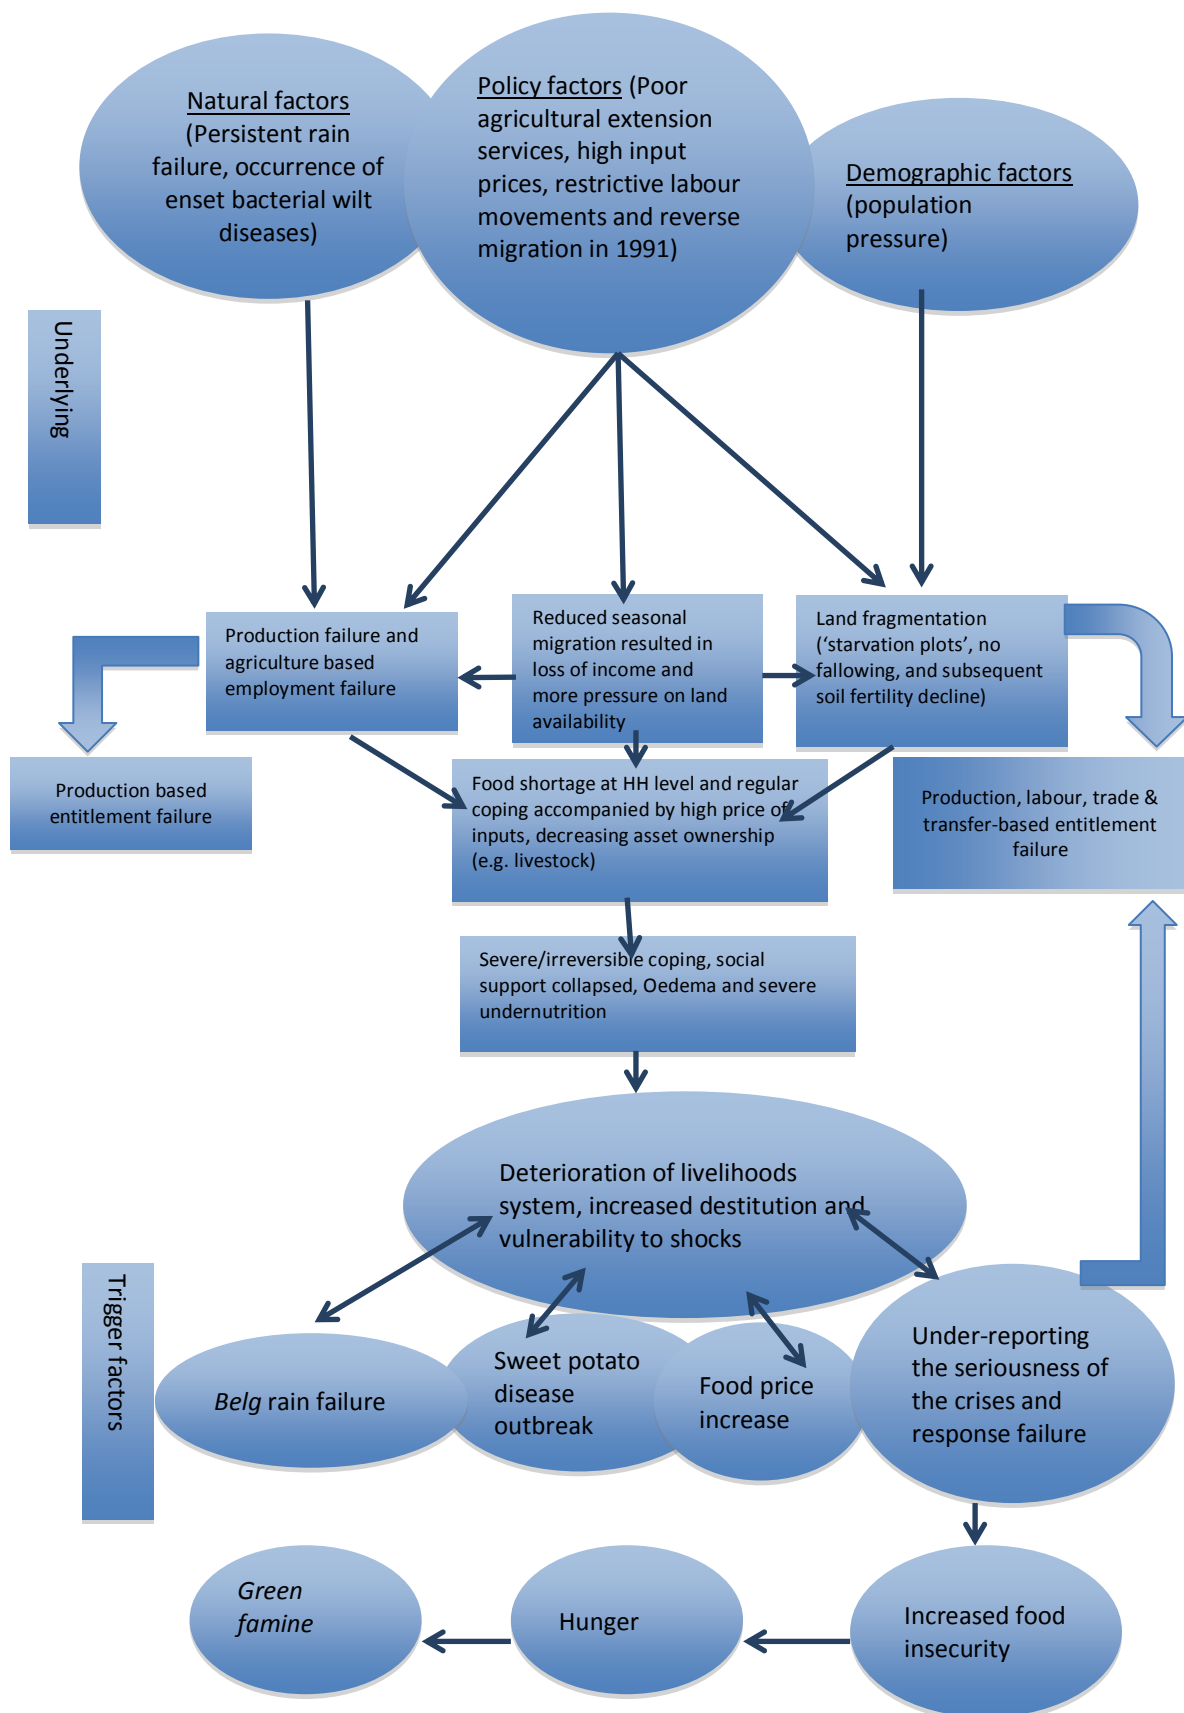 Natural factors
(Persistent rain
failure, occurrence of
enset bacterial wilt
diseases)
Policy factors (Poor
agricultural extension
services, high input
prices, restrictive labour
movements and reverse
migration in 1991)
Demographic factors
(population
pressure)
Underlying
Production failure and
agriculture based
employment failure
Reduced seasonal
migration resulted in
loss of income and
more pressure on land
availability
Land fragmentation
(‘starvation plots’, no
fallowing, and subsequent
soil fertility decline)
Production based
entitlement failure
Food shortage at HH level and regular
coping accompanied by high price of
inputs, decreasing asset ownership
(e.g. livestock)
Production, labour, trade &
transfer-based entitlement
failure
Severe/irreversible coping, social
support collapsed, Oedema and severe
undernutrition
Deterioration of livelihoods
system, increased destitution and
vulnerability to shocks
Trigger factors
Belg rain failure
Sweet potato
disease
outbreak
Food price
increase
Under-reporting
the seriousness of
the crises and
response failure
Green
famine
Hunger
Increased food
insecurity